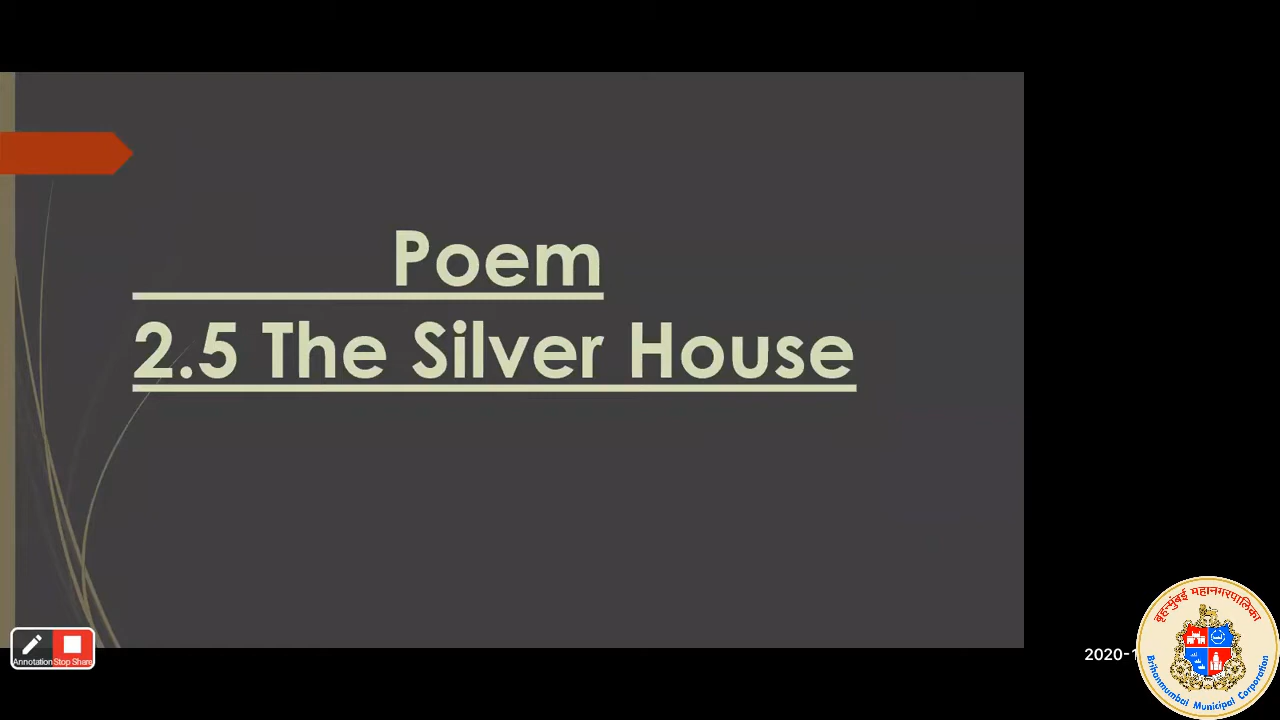 Poem
2.5 The Silver House
Annotation Stop Share
2020-1
बृहन्मुंबई महानगरपालिका
Brihanmumbai Municipal Corporation